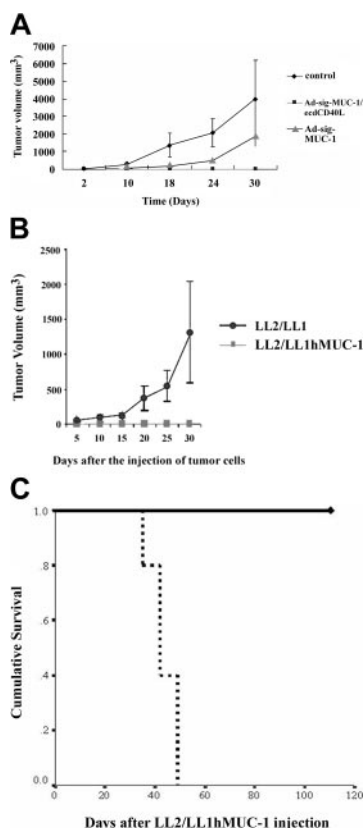 A
Tumor volume (mm3)
7000
6000
5000
4000
3000
2000
1000
0
2 10 18 24 30
Time (Days)
control
Ad-sig-MUC-1/
ecdCD40L
Ad-sig-
MUC-1
B
Tumor Volume (mm3)
2500
2000
1500
1000
500
0
5 10 15 20 25 30
Days after the injection of tumor cells
LL2/LL1
LL2/LL1hMUC-1
C
Cumulative Survival
1.0
.8
.6
.4
.2
0.0
0 20 40 60 80 100 120
Days after LL2/LL1hMUC-1 injection